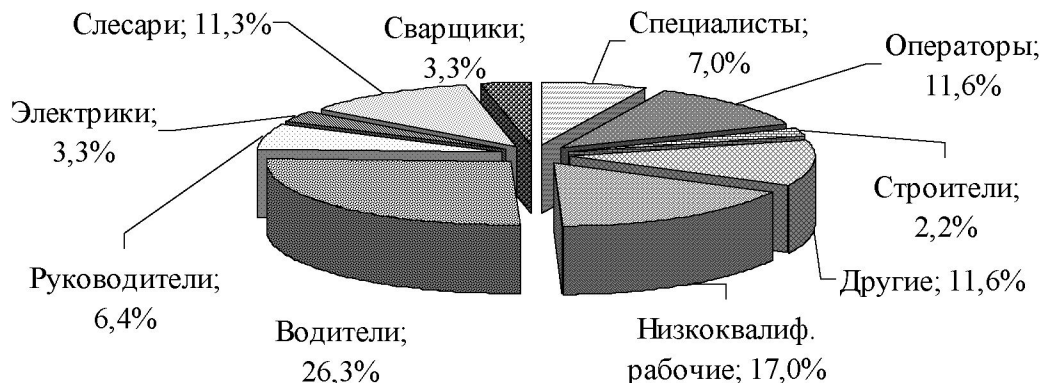 Слесари; 11,3%
Сварщики;
3,3%
Специалисты;
7,0%
Операторы;
11,6%
Электрики;
3,3%
Строители;
2,2%
Руководители;
6,4%
Другие; 11,6%
Водители;
26,3%
Низкоквалиф.
рабочие; 17,0%